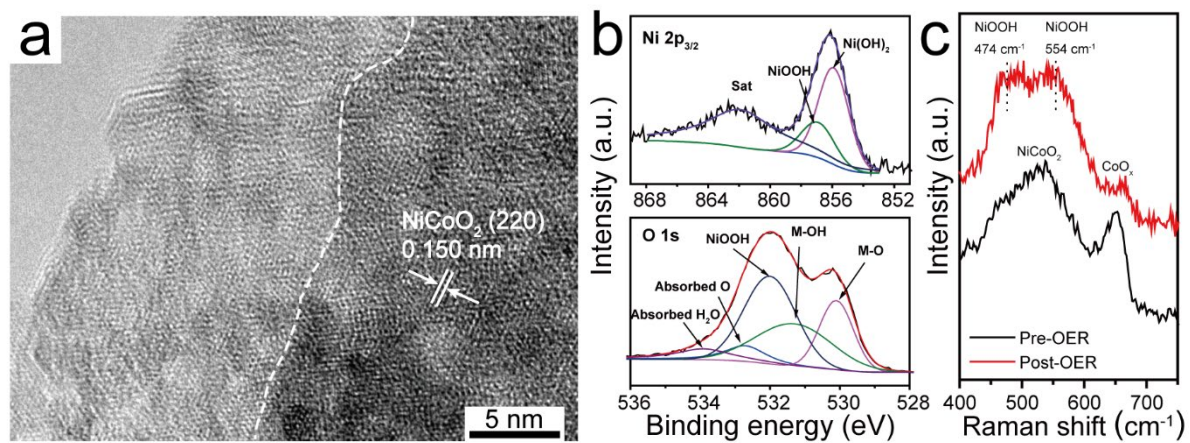 a
NiCoO₂ (220)
0.150 nm
5 nm
b
Intensity (a.u.)
Ni 2p₃/₂
Sat
NiOOH
Ni(OH)₂
868 864 860 856 852
O 1s
NiOOH
M-OH
M-O
Absorbed O
Absorbed H₂O
536 534 532 530 528
Binding energy (eV)
c
Intensity (a.u.)
NiOOH
474 cm⁻¹
NiOOH
554 cm⁻¹
NiCoO₂
CoOₓ
Pre-OER
Post-OER
400 500 600 700
Raman shift (cm⁻¹)